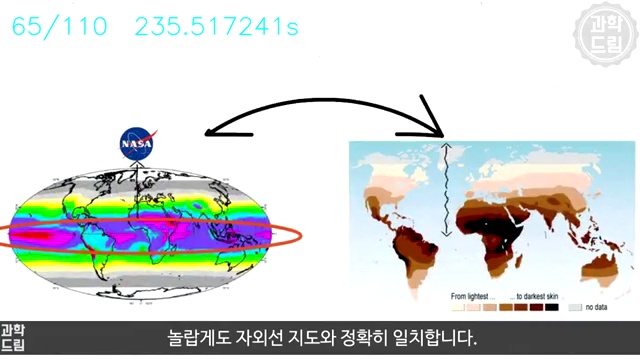 65/110 235.517241s
과학
드림
NASA
From lightest ... ... to darkest skin
no data
과학
드림
놀랍게도 자외선 지도와 정확히 일치합니다.